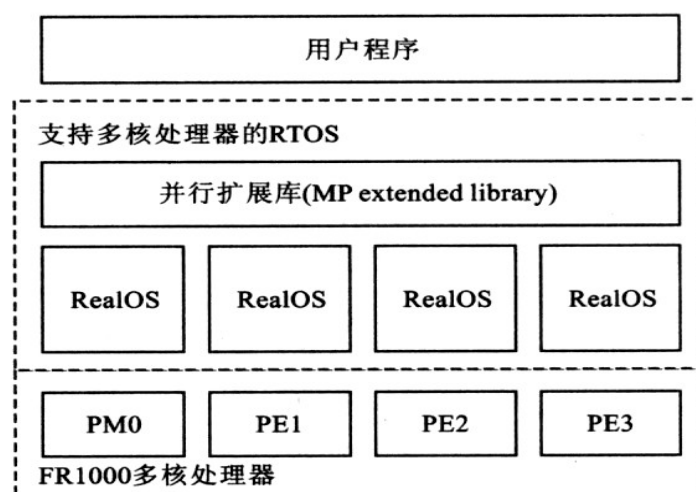 用户程序
支持多核处理器的RTOS
并行扩展库(MP extended library)
RealOS RealOS RealOS RealOS
PM0 PE1 PE2 PE3
FR1000多核处理器